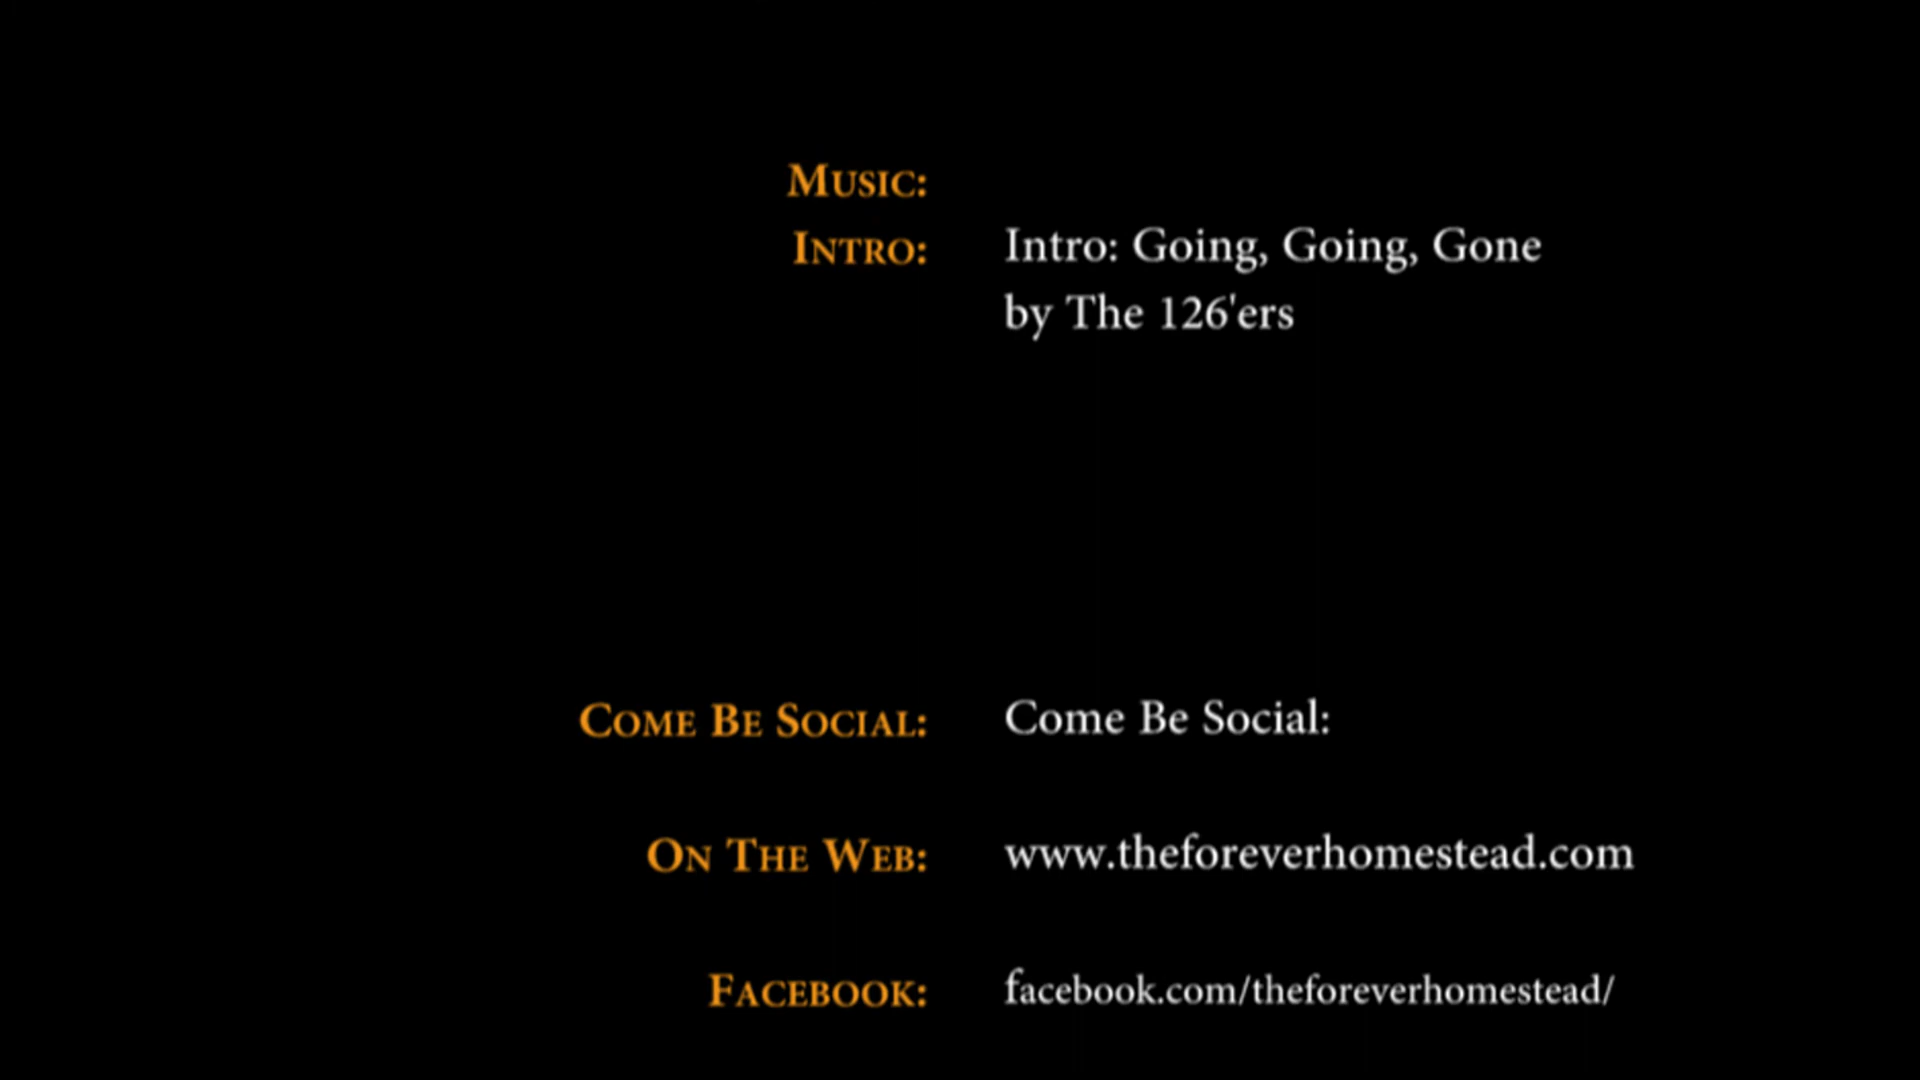 Music:
Intro: Intro: Going, Going, Gone
by The 126'ers
Come Be Social: Come Be Social:
On The Web: www.theforeverhomestead.com
Facebook: facebook.com/theforeverhomestead/